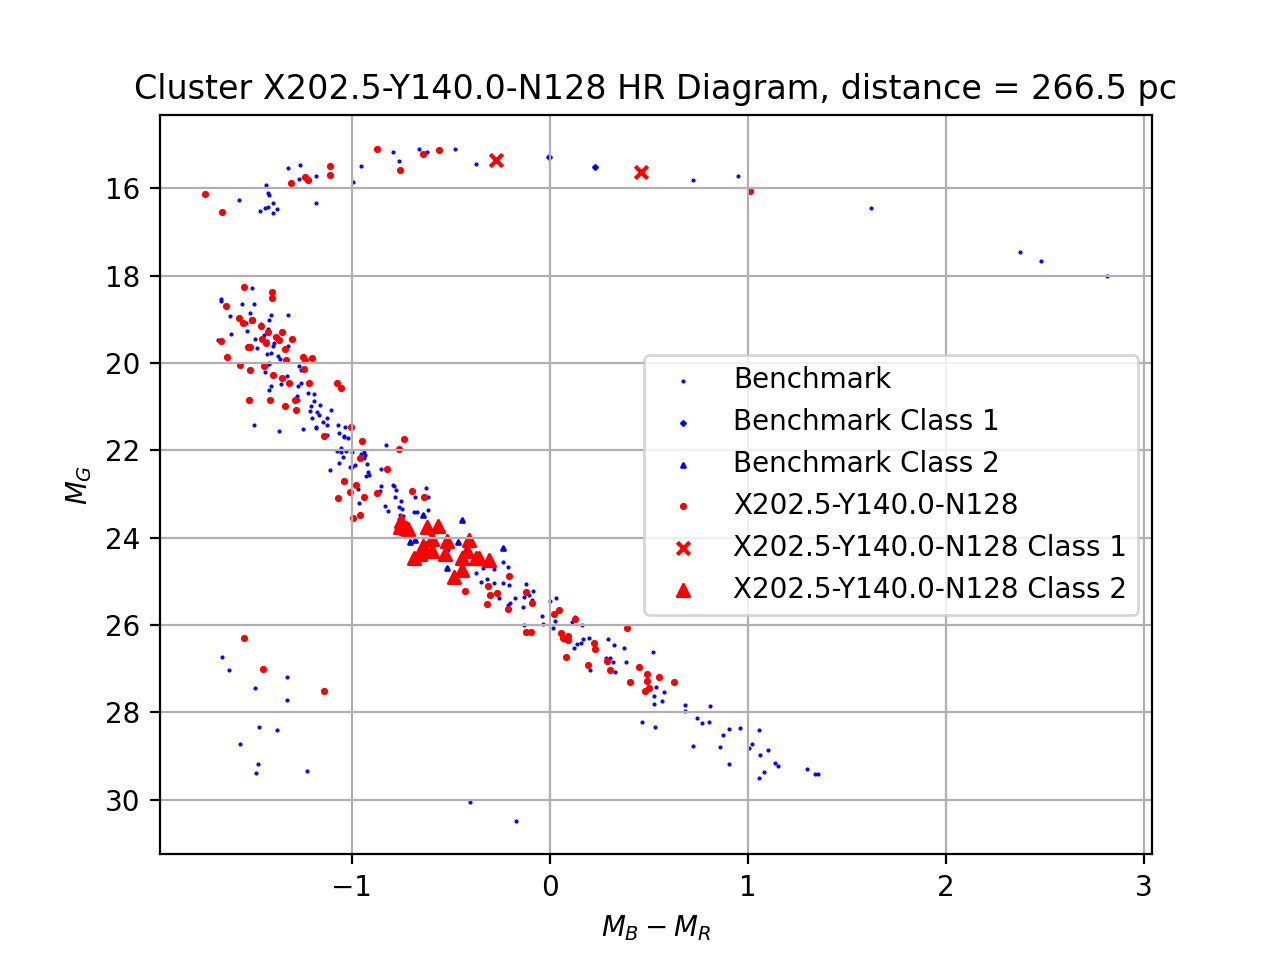 Cluster X202.5-Y140.0-N128 HR Diagram, distance = 266.5 pc
16
18
20
22
24
26
28
30
M_G
Benchmark
Benchmark Class 1
Benchmark Class 2
X202.5-Y140.0-N128
X202.5-Y140.0-N128 Class 1
X202.5-Y140.0-N128 Class 2
−1 0 1 2 3
M_B − M_R